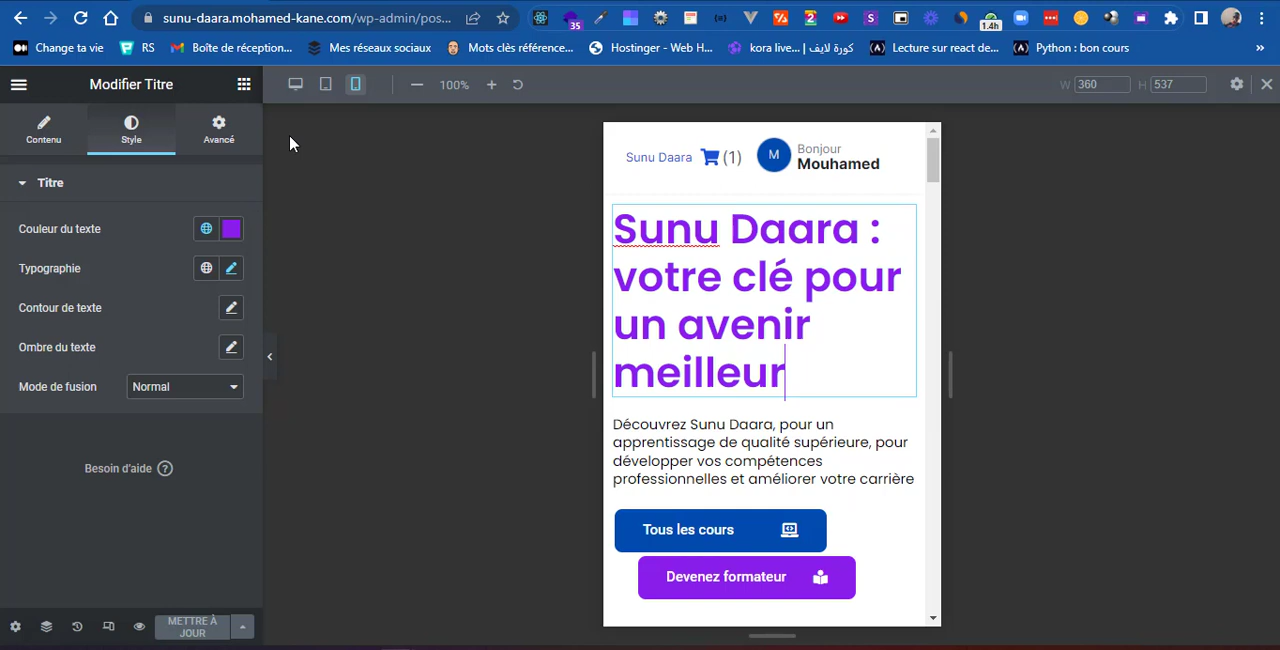 sunu-daara.mohamed-kane.com/wp-admin/pos...
35
2
S
1.4h
Change ta vie
RS
Boîte de réception...
Mes réseaux sociaux
Mots clés référence...
Hostinger - Web H...
kora live... | كورة لايف
Lecture sur react de...
Python : bon cours
»
Modifier Titre
100%
W 360
H 537
Contenu
Style
Avancé
Titre
Couleur du texte
Typographie
Contour de texte
Ombre du texte
Mode de fusion
Normal
Besoin d'aide ?
METTRE À
JOUR
Sunu Daara
(1)
M
Bonjour
Mouhamed
Sunu Daara :
votre clé pour
un avenir
meilleur
Découvrez Sunu Daara, pour un
apprentissage de qualité supérieure, pour
développer vos compétences
professionnelles et améliorer votre carrière
Tous les cours
Devenez formateur